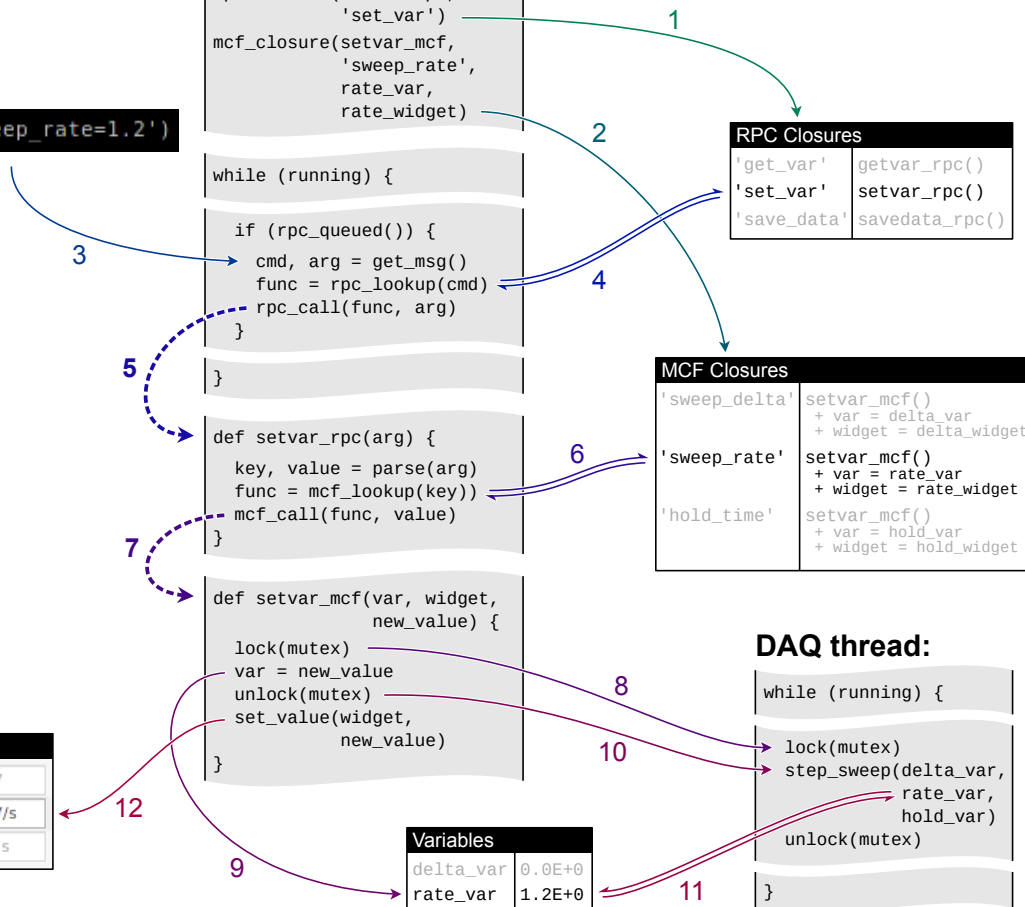 'set_var')
1
mcf_closure(setvar_mcf,
'sweep_rate',
rate_var,
rate_widget)
2
ep_rate=1.2')
3
while (running) {
if (rpc_queued()) {
cmd, arg = get_msg()
func = rpc_lookup(cmd)
rpc_call(func, arg)
}
}
RPC Closures
'get_var' getvar_rpc()
'set_var' setvar_rpc()
'save_data' savedata_rpc()
4
5
def setvar_rpc(arg) {
key, value = parse(arg)
func = mcf_lookup(key))
mcf_call(func, value)
}
6
MCF Closures
'sweep_delta' setvar_mcf()
+ var = delta_var
+ widget = delta_widget
'sweep_rate' setvar_mcf()
+ var = rate_var
+ widget = rate_widget
'hold_time' setvar_mcf()
+ var = hold_var
+ widget = hold_widget
7
def setvar_mcf(var, widget,
new_value) {
lock(mutex)
var = new_value
unlock(mutex)
set_value(widget,
new_value)
}
8
10
DAQ thread:
while (running) {
lock(mutex)
step_sweep(delta_var,
rate_var,
hold_var)
unlock(mutex)
}
/s
s
12
9
Variables
delta_var 0.0E+0
rate_var 1.2E+0
11